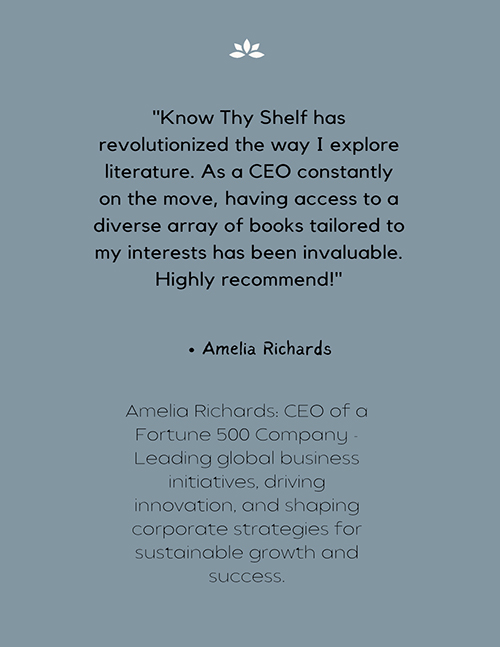 "Know Thy Shelf has
revolutionized the way I explore
literature. As a CEO constantly
on the move, having access to a
diverse array of books tailored to
my interests has been invaluable.
Highly recommend!"
• Amelia Richards
Amelia Richards: CEO of a
Fortune 500 Company -
Leading global business
initiatives, driving
innovation, and shaping
corporate strategies for
sustainable growth and
success.